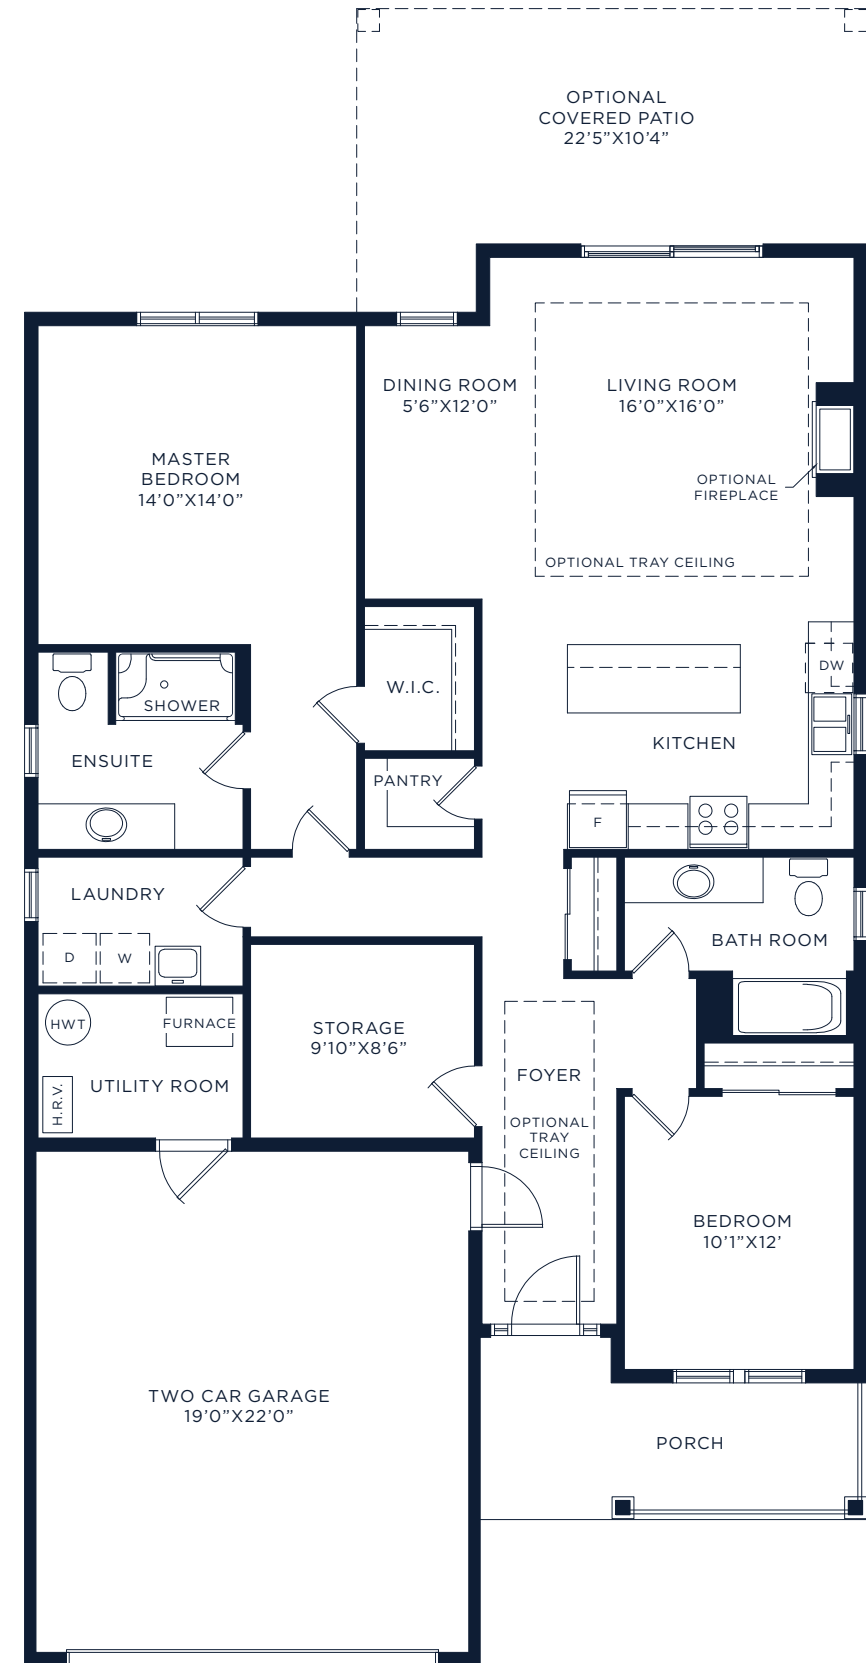 OPTIONAL
COVERED PATIO
22’5”X10’4”
DINING ROOM
5’6”X12’0”
LIVING ROOM
16’0”X16’0”
MASTER
BEDROOM
14’0”X14’0”
OPTIONAL
FIREPLACE
OPTIONAL TRAY CEILING
DW
W.I.C.
SHOWER
KITCHEN
ENSUITE
PANTRY
F
LAUNDRY
BATH ROOM
D
W
HWT
FURNACE
STORAGE
9’10”X8’6”
FOYER
UTILITY ROOM
H.R.V.
OPTIONAL
TRAY
CEILING
BEDROOM
10’1”X12’
TWO CAR GARAGE
19’0”X22’0”
PORCH